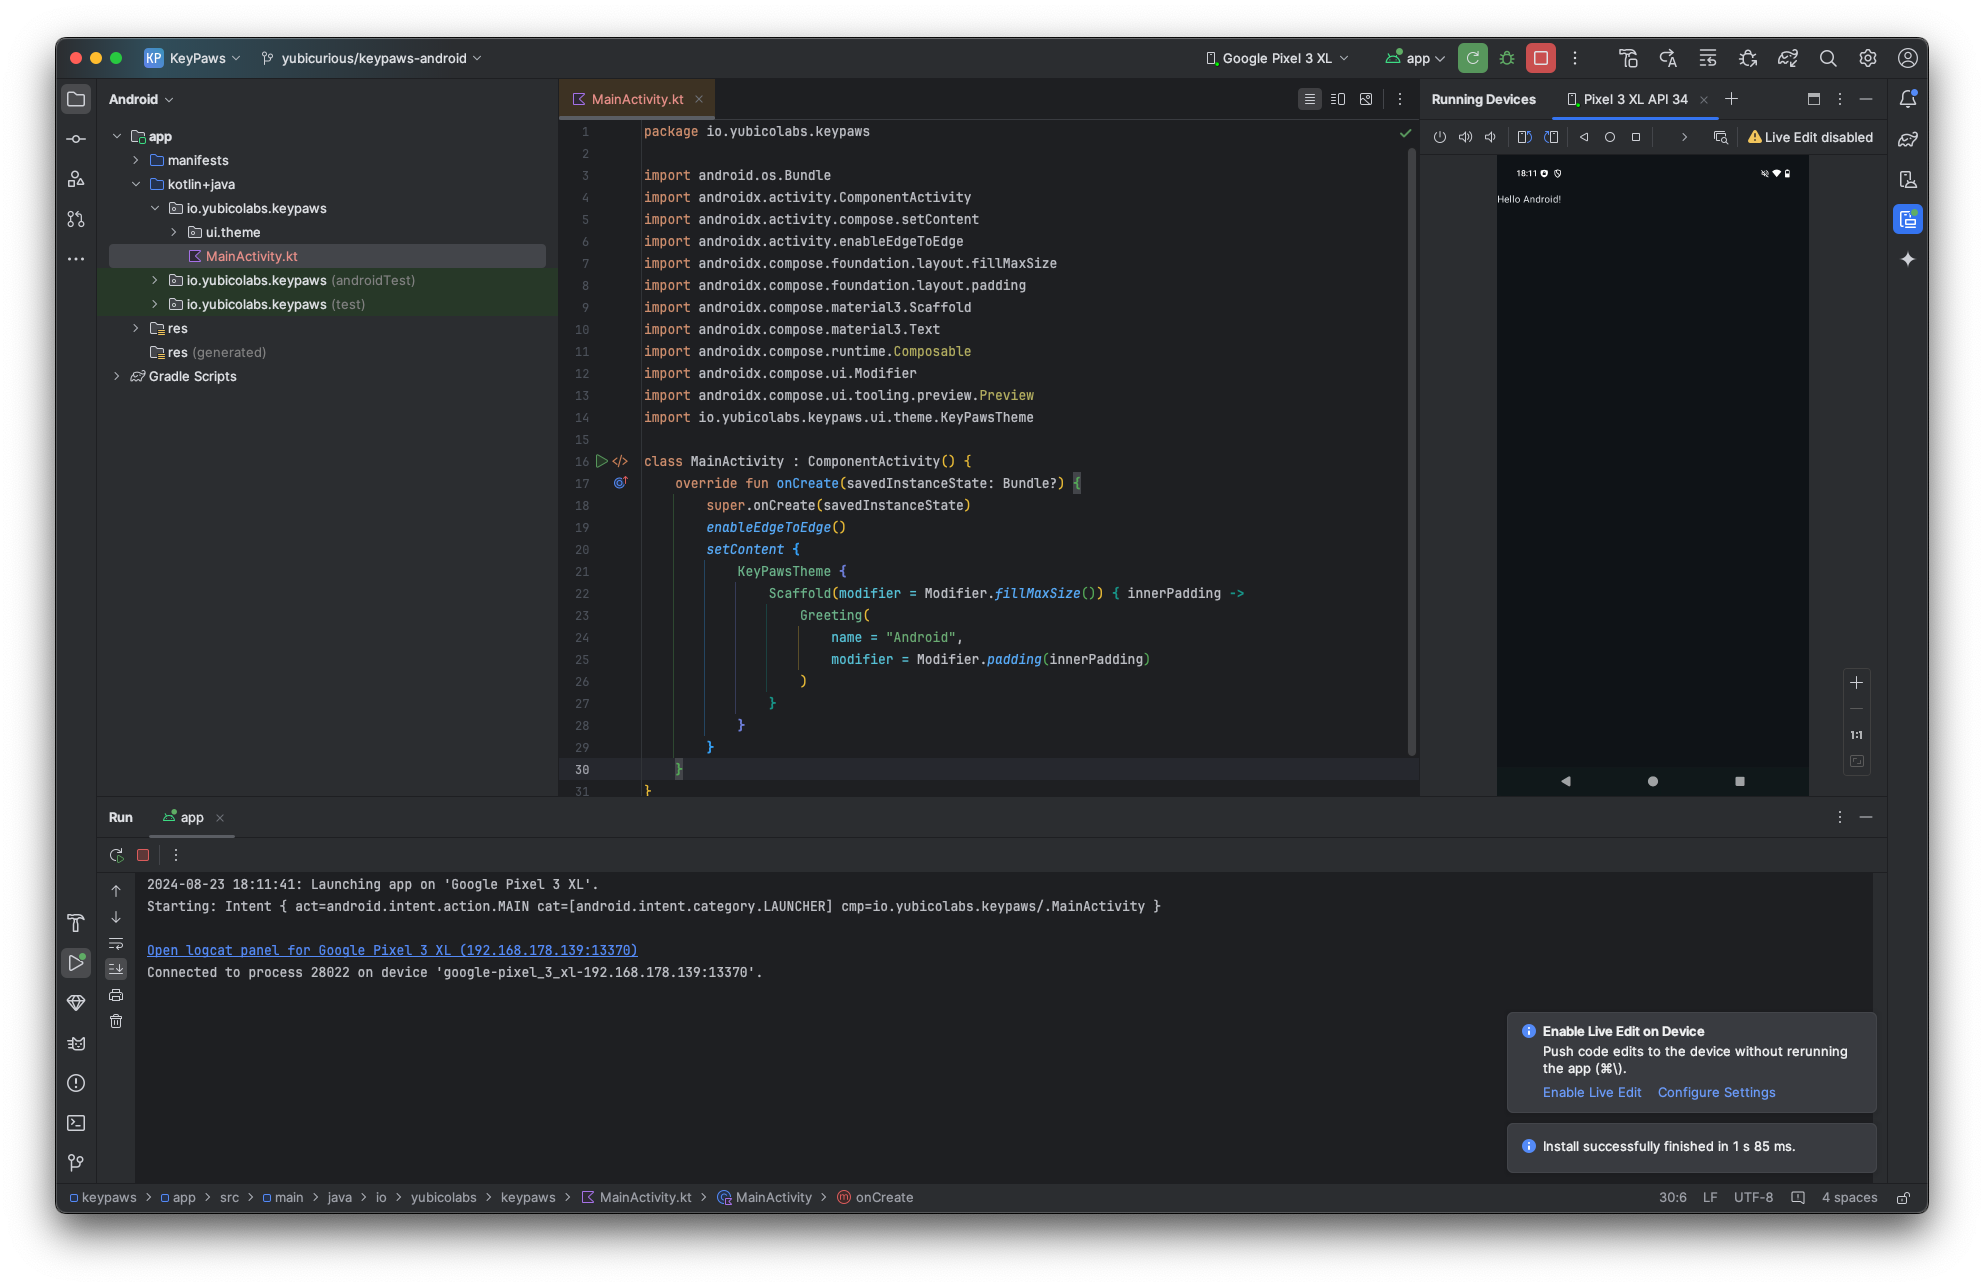 KP KeyPaws yubicurious/keypaws-android Google Pixel 3 XL app
Android
app
manifests
kotlin+java
io.yubicolabs.keypaws
ui.theme
MainActivity.kt
io.yubicolabs.keypaws (androidTest)
io.yubicolabs.keypaws (test)
res
res (generated)
Gradle Scripts
MainActivity.kt
1 package io.yubicolabs.keypaws
2
3 import android.os.Bundle
4 import androidx.activity.ComponentActivity
5 import androidx.activity.compose.setContent
6 import androidx.activity.enableEdgeToEdge
7 import androidx.compose.foundation.layout.fillMaxSize
8 import androidx.compose.foundation.layout.padding
9 import androidx.compose.material3.Scaffold
10 import androidx.compose.material3.Text
11 import androidx.compose.runtime.Composable
12 import androidx.compose.ui.Modifier
13 import androidx.compose.ui.tooling.preview.Preview
14 import io.yubicolabs.keypaws.ui.theme.KeyPawsTheme
15
16 class MainActivity : ComponentActivity() {
17 override fun onCreate(savedInstanceState: Bundle?) {
18 super.onCreate(savedInstanceState)
19 enableEdgeToEdge()
20 setContent {
21 KeyPawsTheme {
22 Scaffold(modifier = Modifier.fillMaxSize()) { innerPadding ->
23 Greeting(
24 name = "Android",
25 modifier = Modifier.padding(innerPadding)
26 )
27 }
28 }
29 }
30 }
31 }
Running Devices Pixel 3 XL API 34
Live Edit disabled
18:11
Hello Android!
1:1
Run app
2024-08-23 18:11:41: Launching app on 'Google Pixel 3 XL'.
Starting: Intent { act=android.intent.action.MAIN cat=[android.intent.category.LAUNCHER] cmp=io.yubicolabs.keypaws/.MainActivity }
Open logcat panel for Google Pixel 3 XL (192.168.178.139:13370)
Connected to process 28022 on device 'google-pixel_3_xl-192.168.178.139:13370'.
Enable Live Edit on Device
Push code edits to the device without rerunning
the app (⌘\).
Enable Live Edit Configure Settings
Install successfully finished in 1 s 85 ms.
keypaws > app > src > main > java > io > yubicolabs > keypaws > MainActivity.kt > MainActivity > onCreate 30:6 LF UTF-8 4 spaces